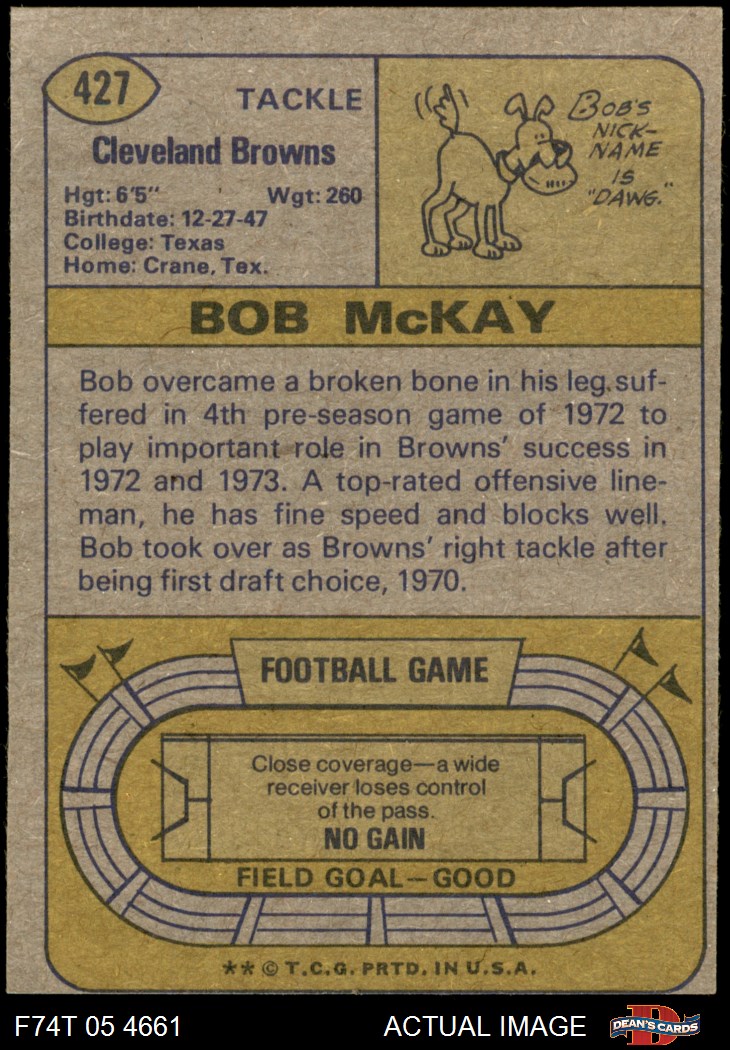 427
TACKLE
Cleveland Browns
Hgt: 6'5" Wgt: 260
Birthdate: 12-27-47
College: Texas
Home: Crane, Tex.
BOB'S
NICK-
NAME
IS
"DAWG."
BOB McKAY
Bob overcame a broken bone in his leg, suf-
fered in 4th pre-season game of 1972 to
play important role in Browns' success in
1972 and 1973. A top-rated offensive line-
man, he has fine speed and blocks well.
Bob took over as Browns' right tackle after
being first draft choice, 1970.
FOOTBALL GAME
Close coverage—a wide
receiver loses control
of the pass.
NO GAIN
FIELD GOAL—GOOD
** © T.C.G. PRTD. IN U.S.A.
F74T 05 4661 ACTUAL IMAGE DEAN'S CARDS